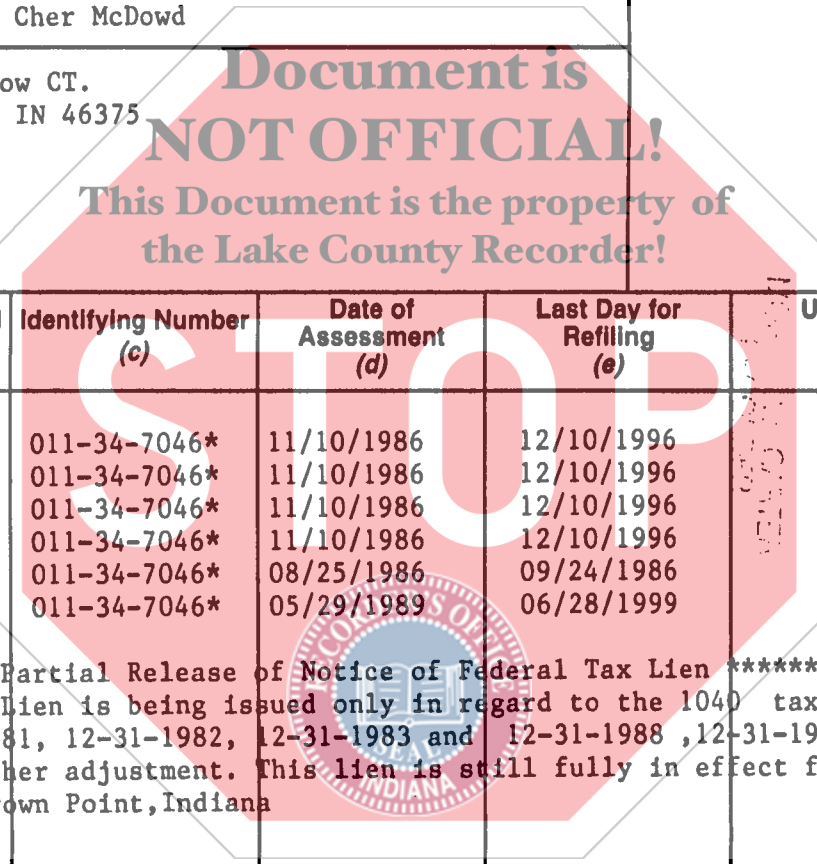 Cher McDowd
ow CT.
IN 46375
Document is
NOT OFFICIAL!
This Document is the property of
the Lake County Recorder!
Identifying Number
(c)
Date of
Assessment
(d)
Last Day for
Refiling
(e)
U
STOP
011-34-7046* 11/10/1986 12/10/1996
011-34-7046* 11/10/1986 12/10/1996
011-34-7046* 11/10/1986 12/10/1996
011-34-7046* 11/10/1986 12/10/1996
011-34-7046* 08/25/1986 09/24/1986
011-34-7046* 05/29/1989 06/28/1999
Partial Release of Notice of Federal Tax Lien *******
Lien is being issued only in regard to the 1040 tax
81, 12-31-1982, 12-31-1983 and 12-31-1988 ,12-31-19
her adjustment. This lien is still fully in effect f
own Point,Indiana
RECORDER'S OFFICE
SEAL
INDIANA